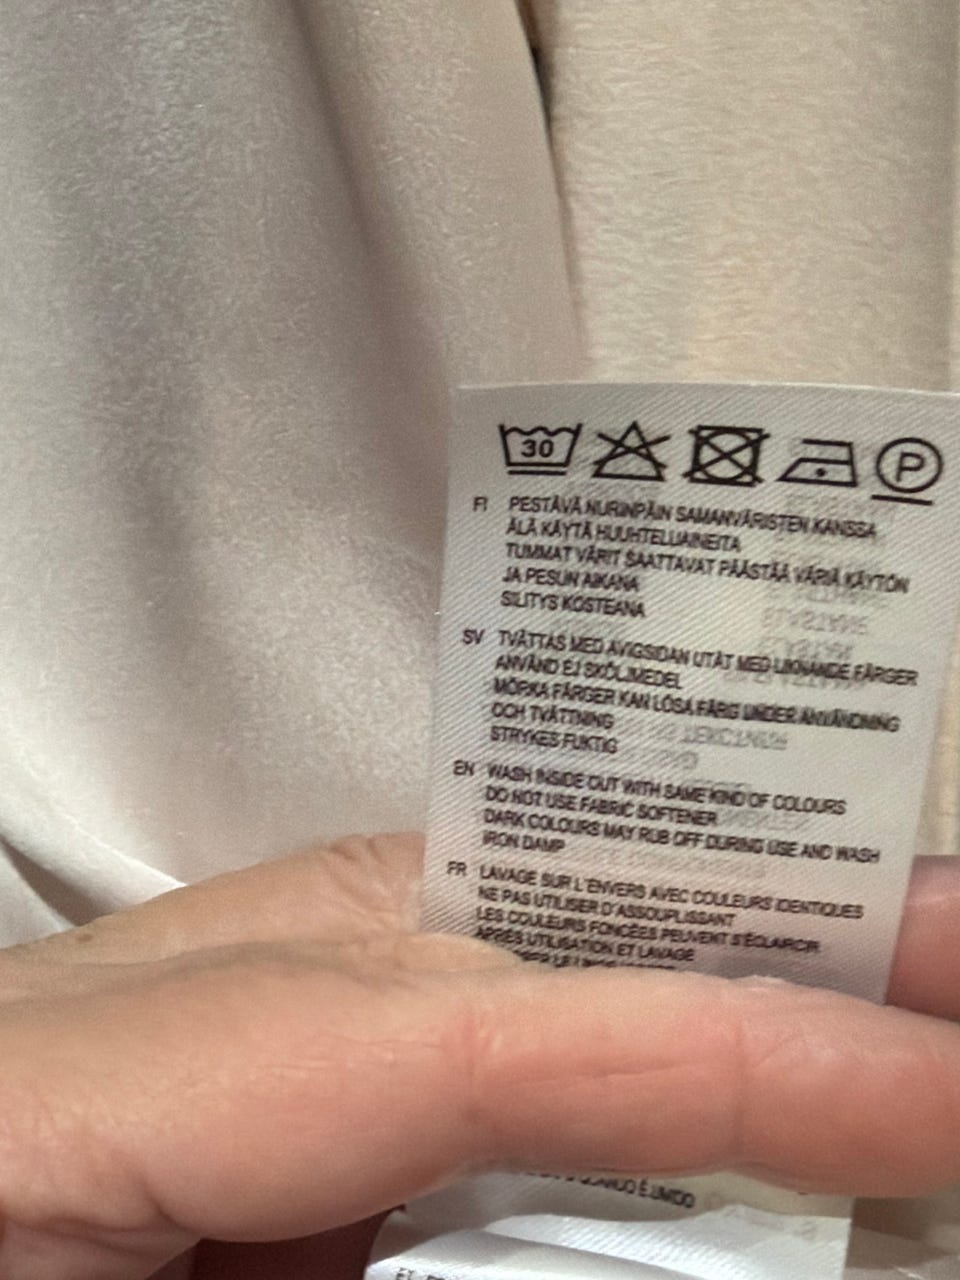 30 P
FI PESTÄVÄ NURINPÄIN SAMANVÄRISTEN KANSSA
ÄLÄ KÄYTÄ HUUHTELUAINEITA
TUMMAT VÄRIT SAATTAVAT PÄÄSTÄÄ VÄRIÄ KÄYTÖN
JA PESUN AIKANA
SILITYS KOSTEANA
SV TVÄTTAS MED AVIGSIDAN UTÅT MED LIKNANDE FÄRGER
ANVÄND EJ SKÖLJMEDEL
MÖRKA FÄRGER KAN LÖSA FÄRG UNDER ANVÄNDNING
OCH TVÄTTNING
STRYKES FUKTIG
EN WASH INSIDE OUT WITH SAME KIND OF COLOURS
DO NOT USE FABRIC SOFTENER
DARK COLOURS MAY RUB OFF DURING USE AND WASH
IRON DAMP
FR LAVAGE SUR L'ENVERS AVEC COULEURS IDENTIQUES
NE PAS UTILISER D'ASSOUPLISSANT
LES COULEURS FONCÉES PEUVENT S'ÉCLAIRCIR
APRÈS UTILISATION ET LAVAGE
QUANDO È UMIDO